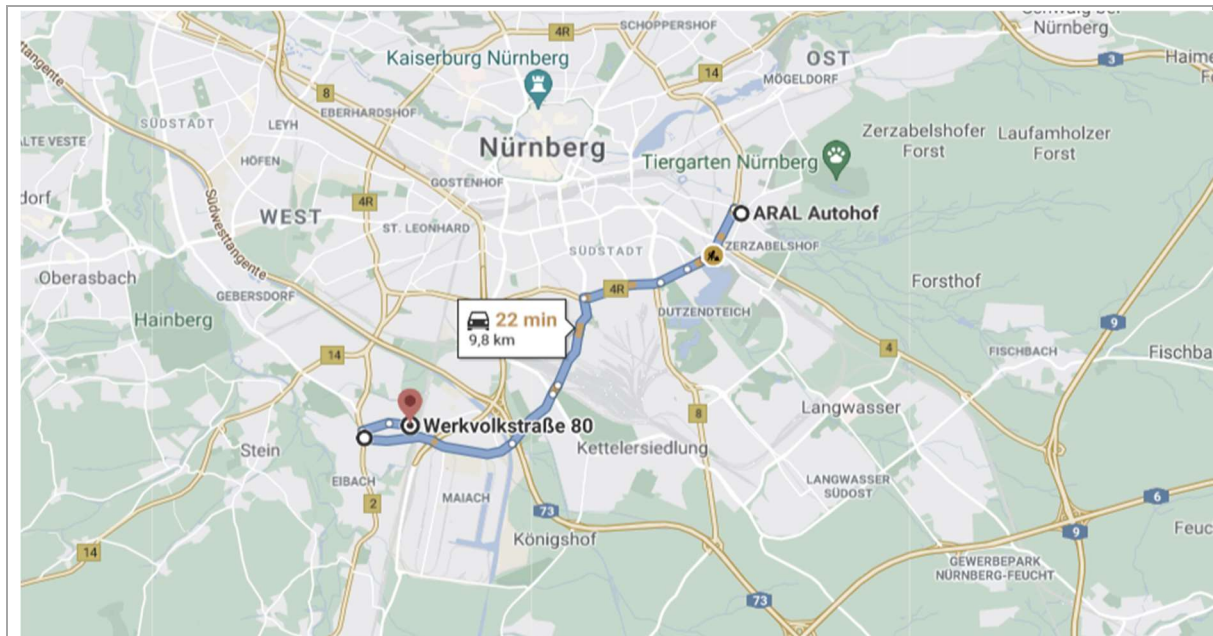 Schwaig bei
Nürnberg
SCHOPPERSHOF
4R
OST
3
Kaiserburg Nürnberg
14
MÖGELDORF
8
EBERHARDSHOF
SÜDSTADT
LEYH
ALTE VESTE
Zerzabelshofer
Forst
Laufamholzer
Forst
Nürnberg
HÖFEN
Tiergarten Nürnberg
GOSTENHOF
dorf
4R
WEST
ARAL Autohof
ST. LEONHARD
Südwesttangente
SÜDSTADT
ZERZABELSHOF
Oberasbach
Forsthof
GEBERSDORF
4R
DUTZENDTEICH
Hainberg
22 min
9,8 km
9
4
14
FISCHBACH
Fischba
Langwasser
8
Werkvolkstraße 80
Stein
Kettelersiedlung
EIBACH
LANGWASSER
SÜDOST
MAIACH
2
6
73
9
Feuc
Königshof
14
GEWERBEPARK
NÜRNBERG-FEUCHT
73